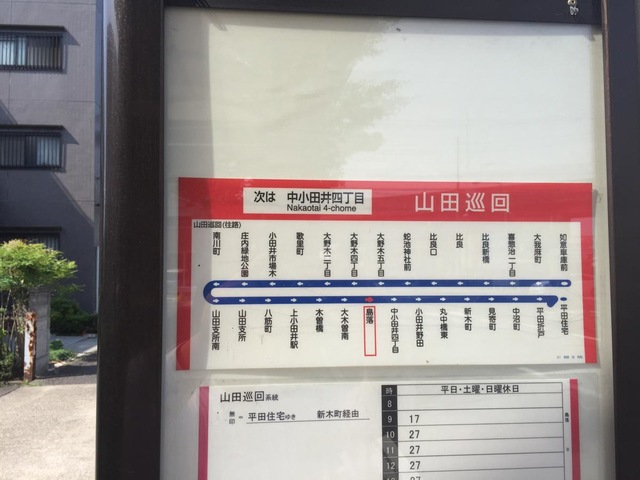 次は 中小田井四丁目
Nakaotai 4-chome
山田巡回
山田巡回(往路)
南川町
庄内緑地公園
小田井市場木
歌里町
大野木二丁目
大野木四丁目
大野木五丁目
蛇池神社前
比良口
比良
比良新橋
喜惣治一丁目
大我麻町
如意車庫前
山田支所南
山田支所
八筋町
上小田井駅
木曽橋
大木曽南
島落
中小田井四丁目
小田井野田
丸中橋東
新木町
見寄町
中沼町
平田住宅
山田巡回系統
無印 = 平田住宅ゆき 新木町経由
時 平日・土曜・日曜休日
8
9 17
10 27
11 27
12 27